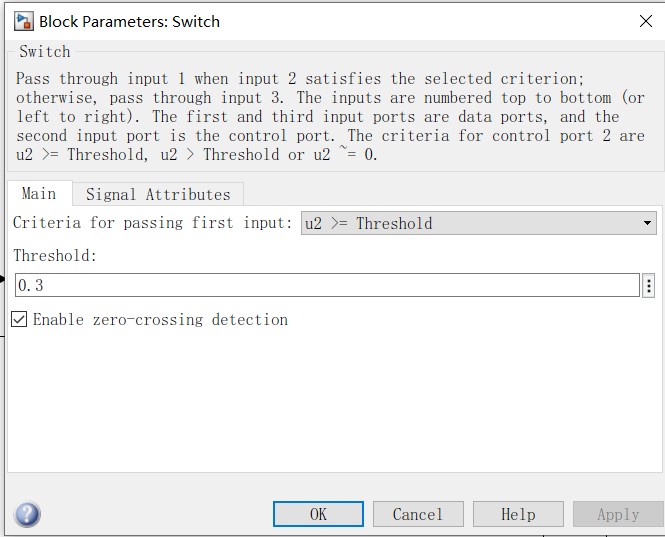 Block Parameters: Switch
Switch
Pass through input 1 when input 2 satisfies the selected criterion;
otherwise, pass through input 3. The inputs are numbered top to bottom (or
left to right). The first and third input ports are data ports, and the
second input port is the control port. The criteria for control port 2 are
u2 >= Threshold, u2 > Threshold or u2 ~= 0.
Main Signal Attributes
Criteria for passing first input: u2 >= Threshold
Threshold:
0.3
Enable zero-crossing detection
OK Cancel Help Apply